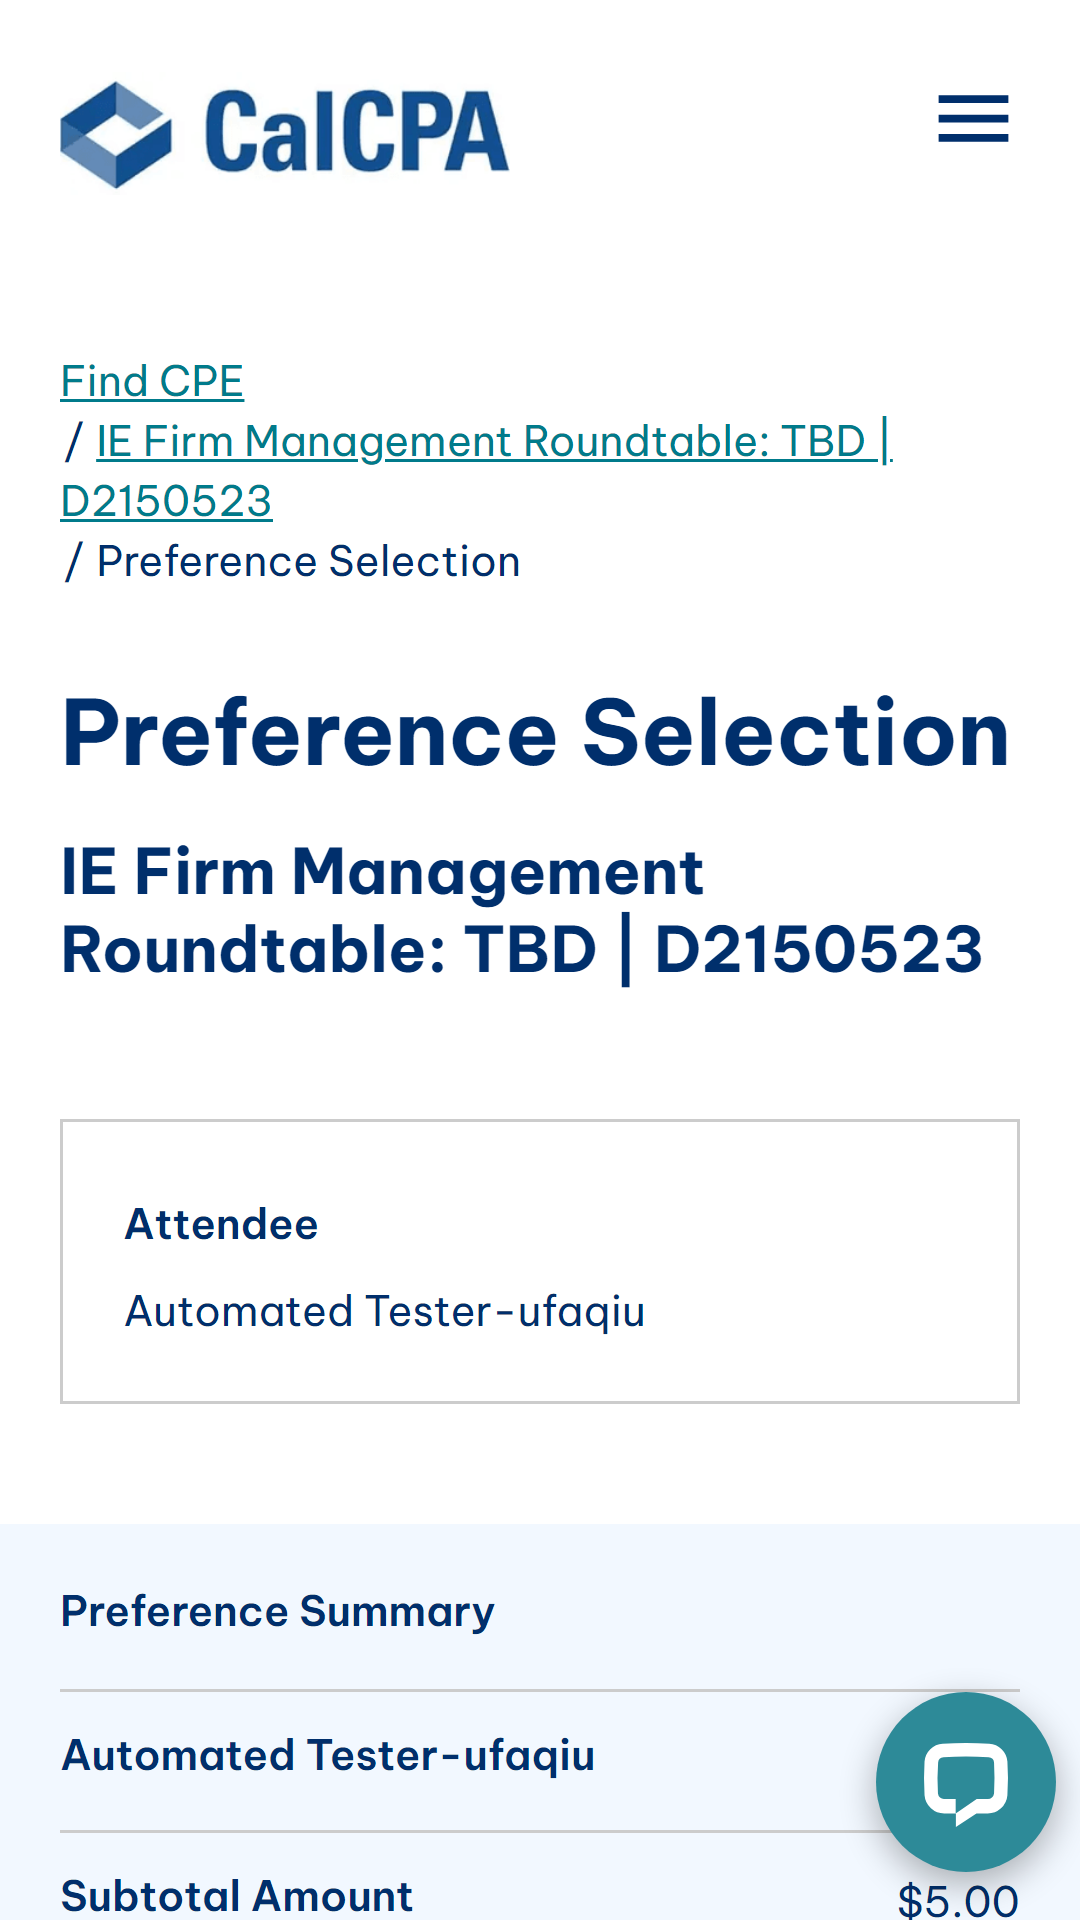 CalCPA
Find CPE
/ IE Firm Management Roundtable: TBD |
D2150523
/ Preference Selection
Preference Selection
IE Firm Management
Roundtable: TBD | D2150523
Attendee
Automated Tester-ufaqiu
Preference Summary
Automated Tester-ufaqiu
Subtotal Amount
$5.00